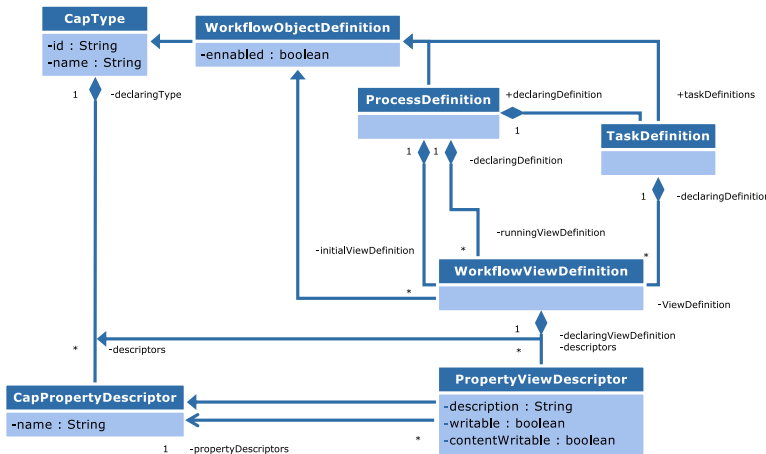 CapType
-id : String
-name : String
WorkflowObjectDefinition
-ennabled : boolean
1
-declaringType
ProcessDefinition
+declaringDefinition
1
+taskDefinitions
TaskDefinition
1
1
-declaringDefinition
1
-declaringDefinition
-runningViewDefinition
-initialViewDefinition
*
*
*
WorkflowViewDefinition
-ViewDefinition
1
-declaringViewDefinition
-descriptors
*
*
-descriptors
CapPropertyDescriptor
-name : String
PropertyViewDescriptor
-description : String
-writable : boolean
-contentWritable : boolean
1
-propertyDescriptors
*